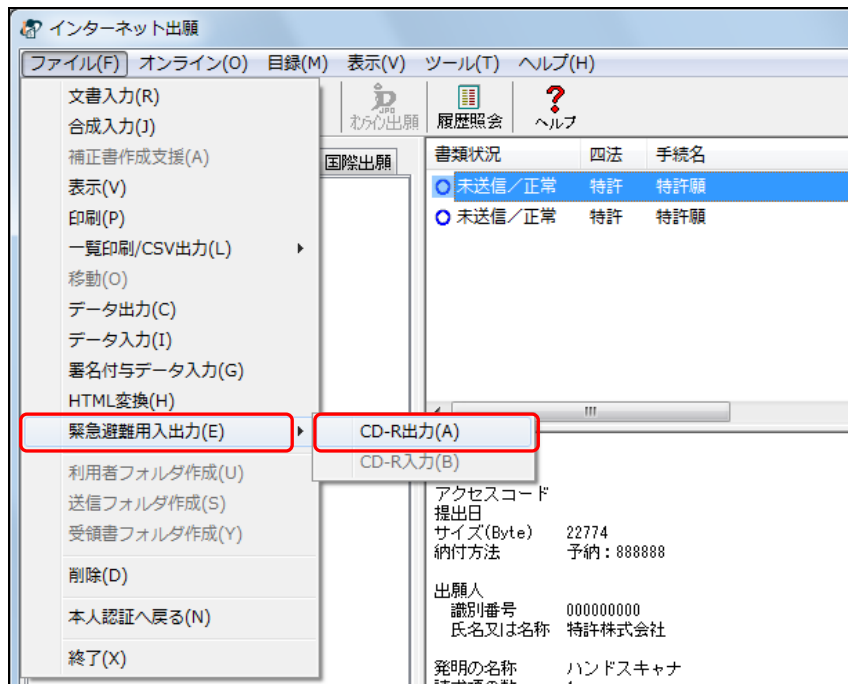 インターネット出願
ファイル(F) オンライン(O) 目録(M) 表示(V) ツール(T) ヘルプ(H)
オンライン出願 履歴照会 ヘルプ
文書入力(R)
合成入力(J)
補正書作成支援(A)
表示(V)
印刷(P)
一覧印刷/CSV出力(L)
移動(O)
データ出力(C)
データ入力(I)
署名付与データ入力(G)
HTML変換(H)
緊急避難用入出力(E)
利用者フォルダ作成(U)
送信フォルダ作成(S)
受領書フォルダ作成(Y)
削除(D)
本人認証へ戻る(N)
終了(X)
CD-R出力(A)
CD-R入力(B)
国際出願
書類状況 四法 手続名
未送信/正常 特許 特許願
未送信/正常 特許 特許願
アクセスコード
提出日
サイズ(Byte) 22774
納付方法 予納:888888
出願人
識別番号 000000000
氏名又は名称 特許株式会社
発明の名称 ハンドスキャナ